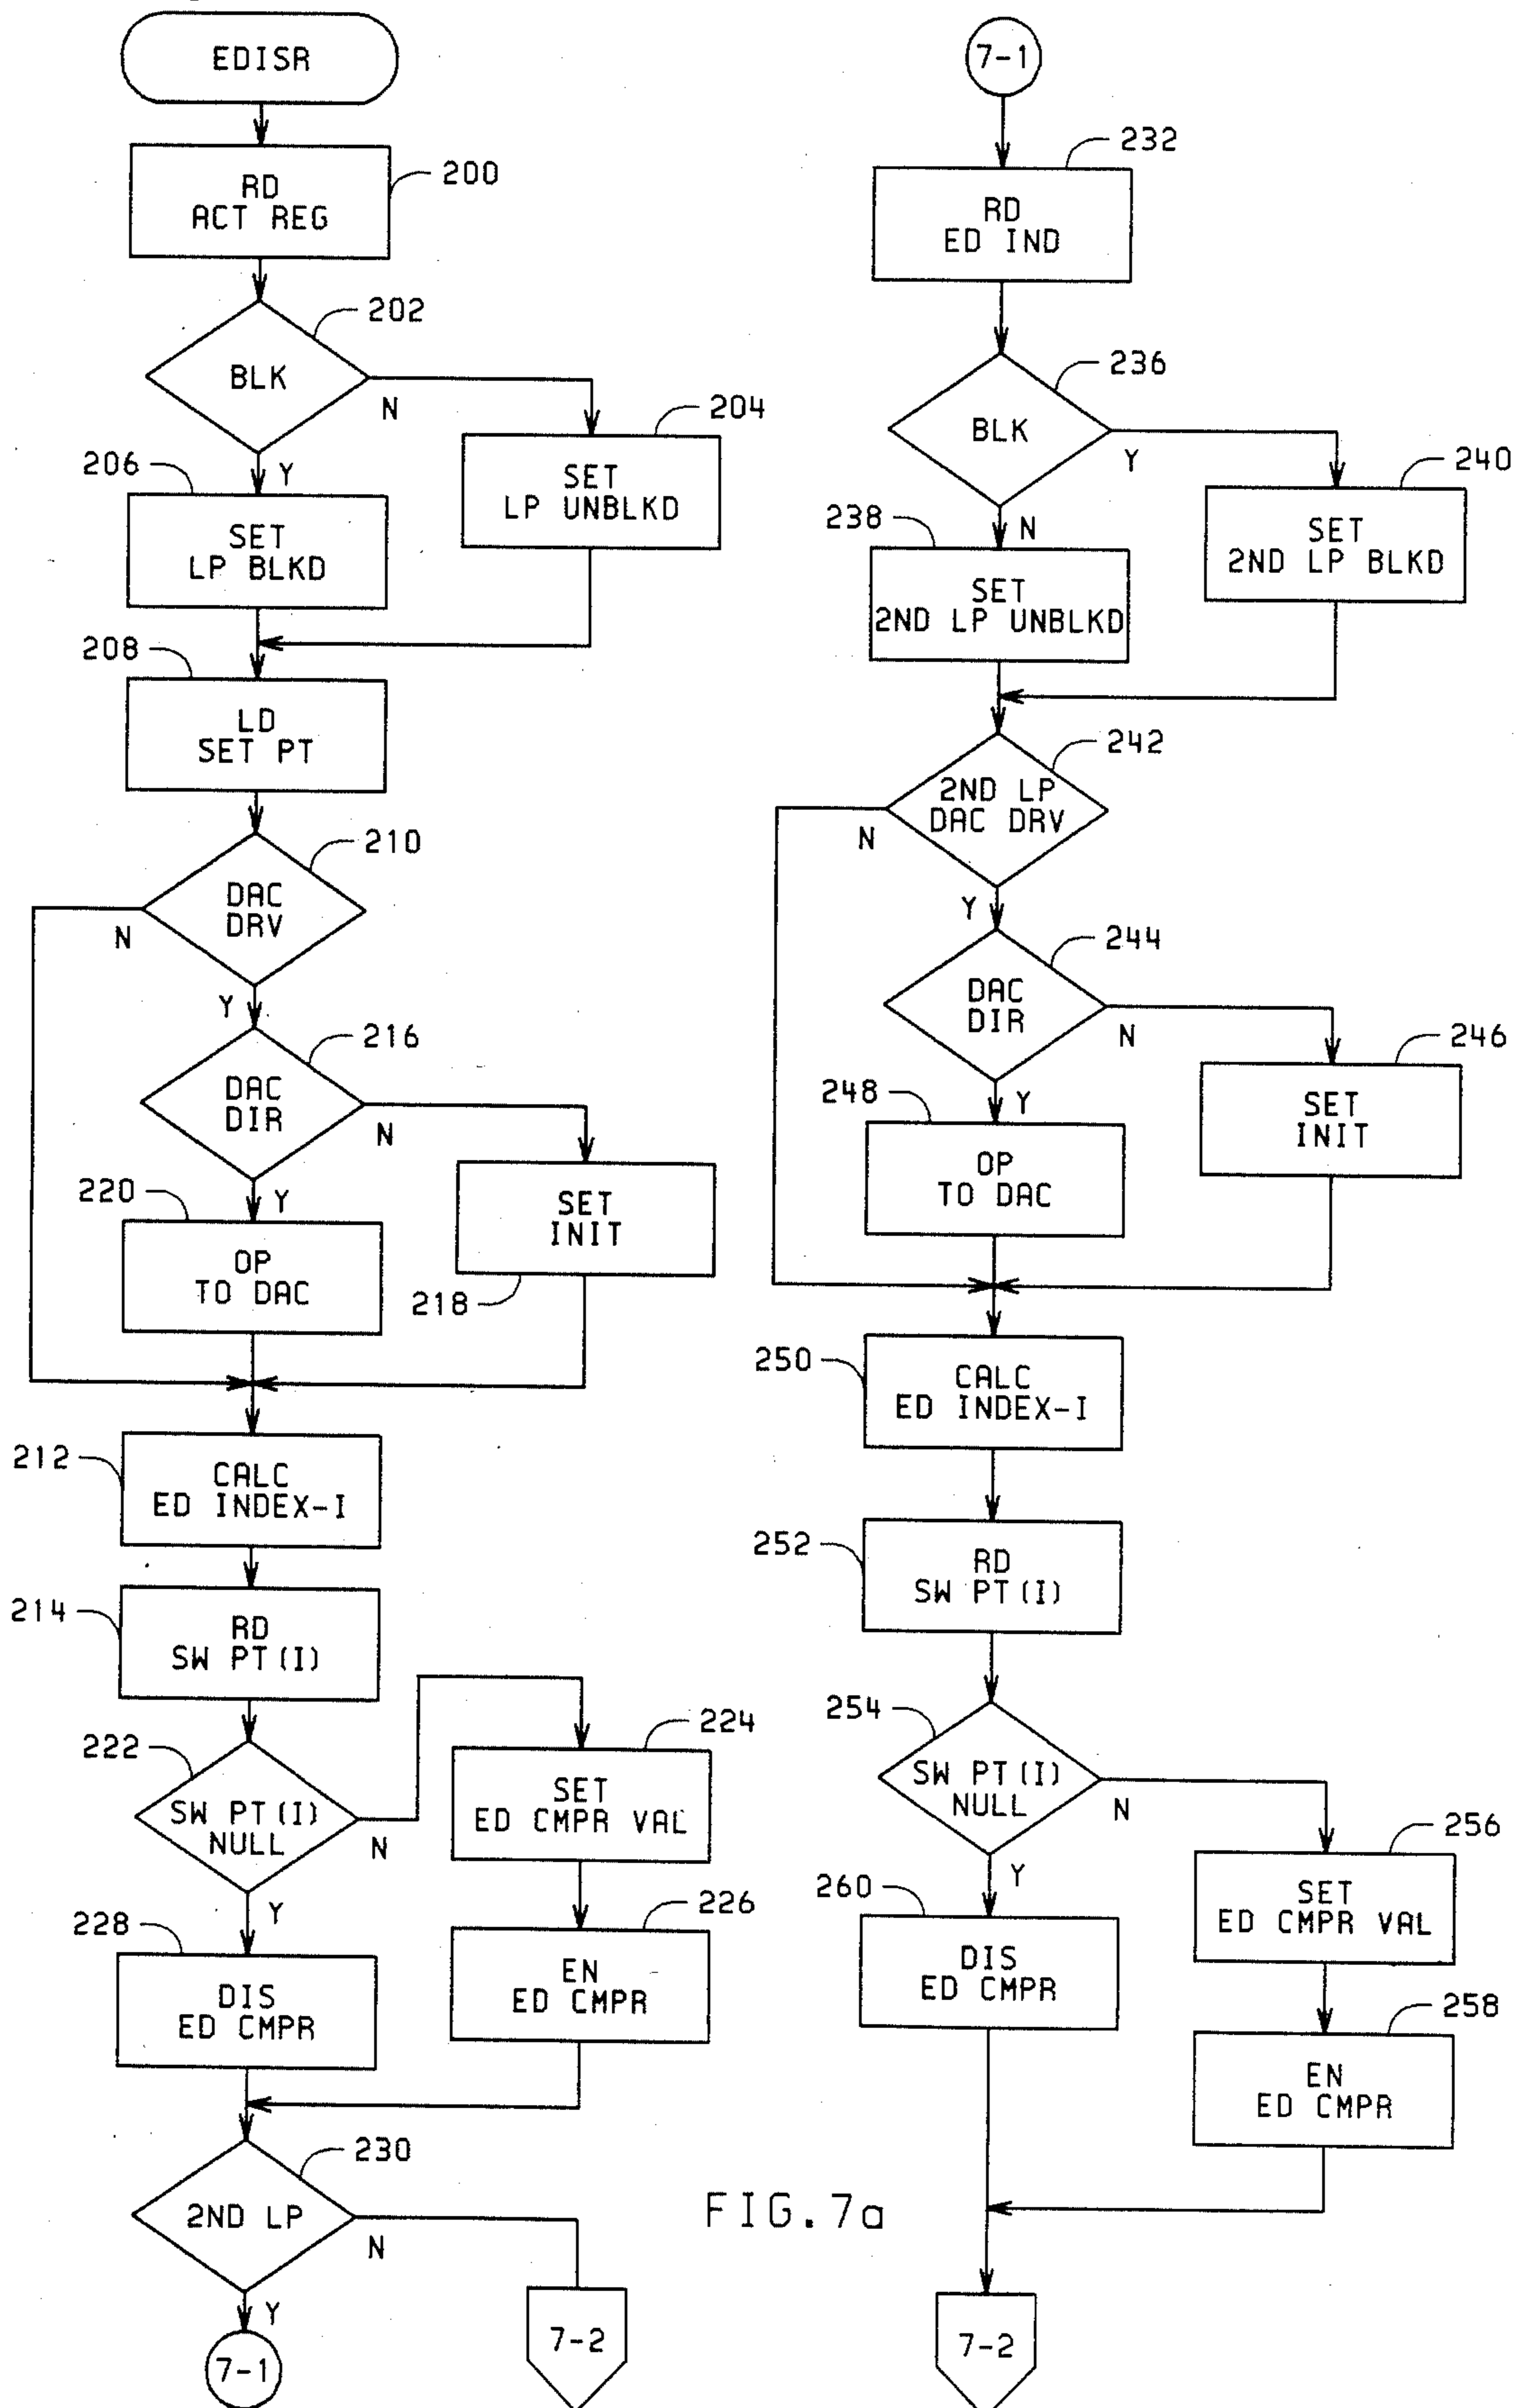 EDISR
RD
ACT REG
200
BLK
202
N
Y
204
SET
LP UNBLKD
206
SET
LP BLKD
208
LD
SET PT
210
DAC
DRV
N
Y
216
DAC
DIR
N
Y
220
OP
TO DAC
SET
INIT
218
212
CALC
ED INDEX-I
214
RD
SW PT(I)
222
SW PT(I)
NULL
N
Y
224
SET
ED CMPR VAL
226
EN
ED CMPR
228
DIS
ED CMPR
230
2ND LP
N
Y
7-1
7-2
7-1
232
RD
ED IND
236
BLK
Y
N
240
SET
2ND LP BLKD
238
SET
2ND LP UNBLKD
242
2ND LP
DAC DRV
N
Y
244
DAC
DIR
N
Y
246
SET
INIT
248
OP
TO DAC
250
CALC
ED INDEX-I
252
RD
SW PT(I)
254
SW PT(I)
NULL
N
Y
256
SET
ED CMPR VAL
258
EN
ED CMPR
260
DIS
ED CMPR
7-2
FIG.7a